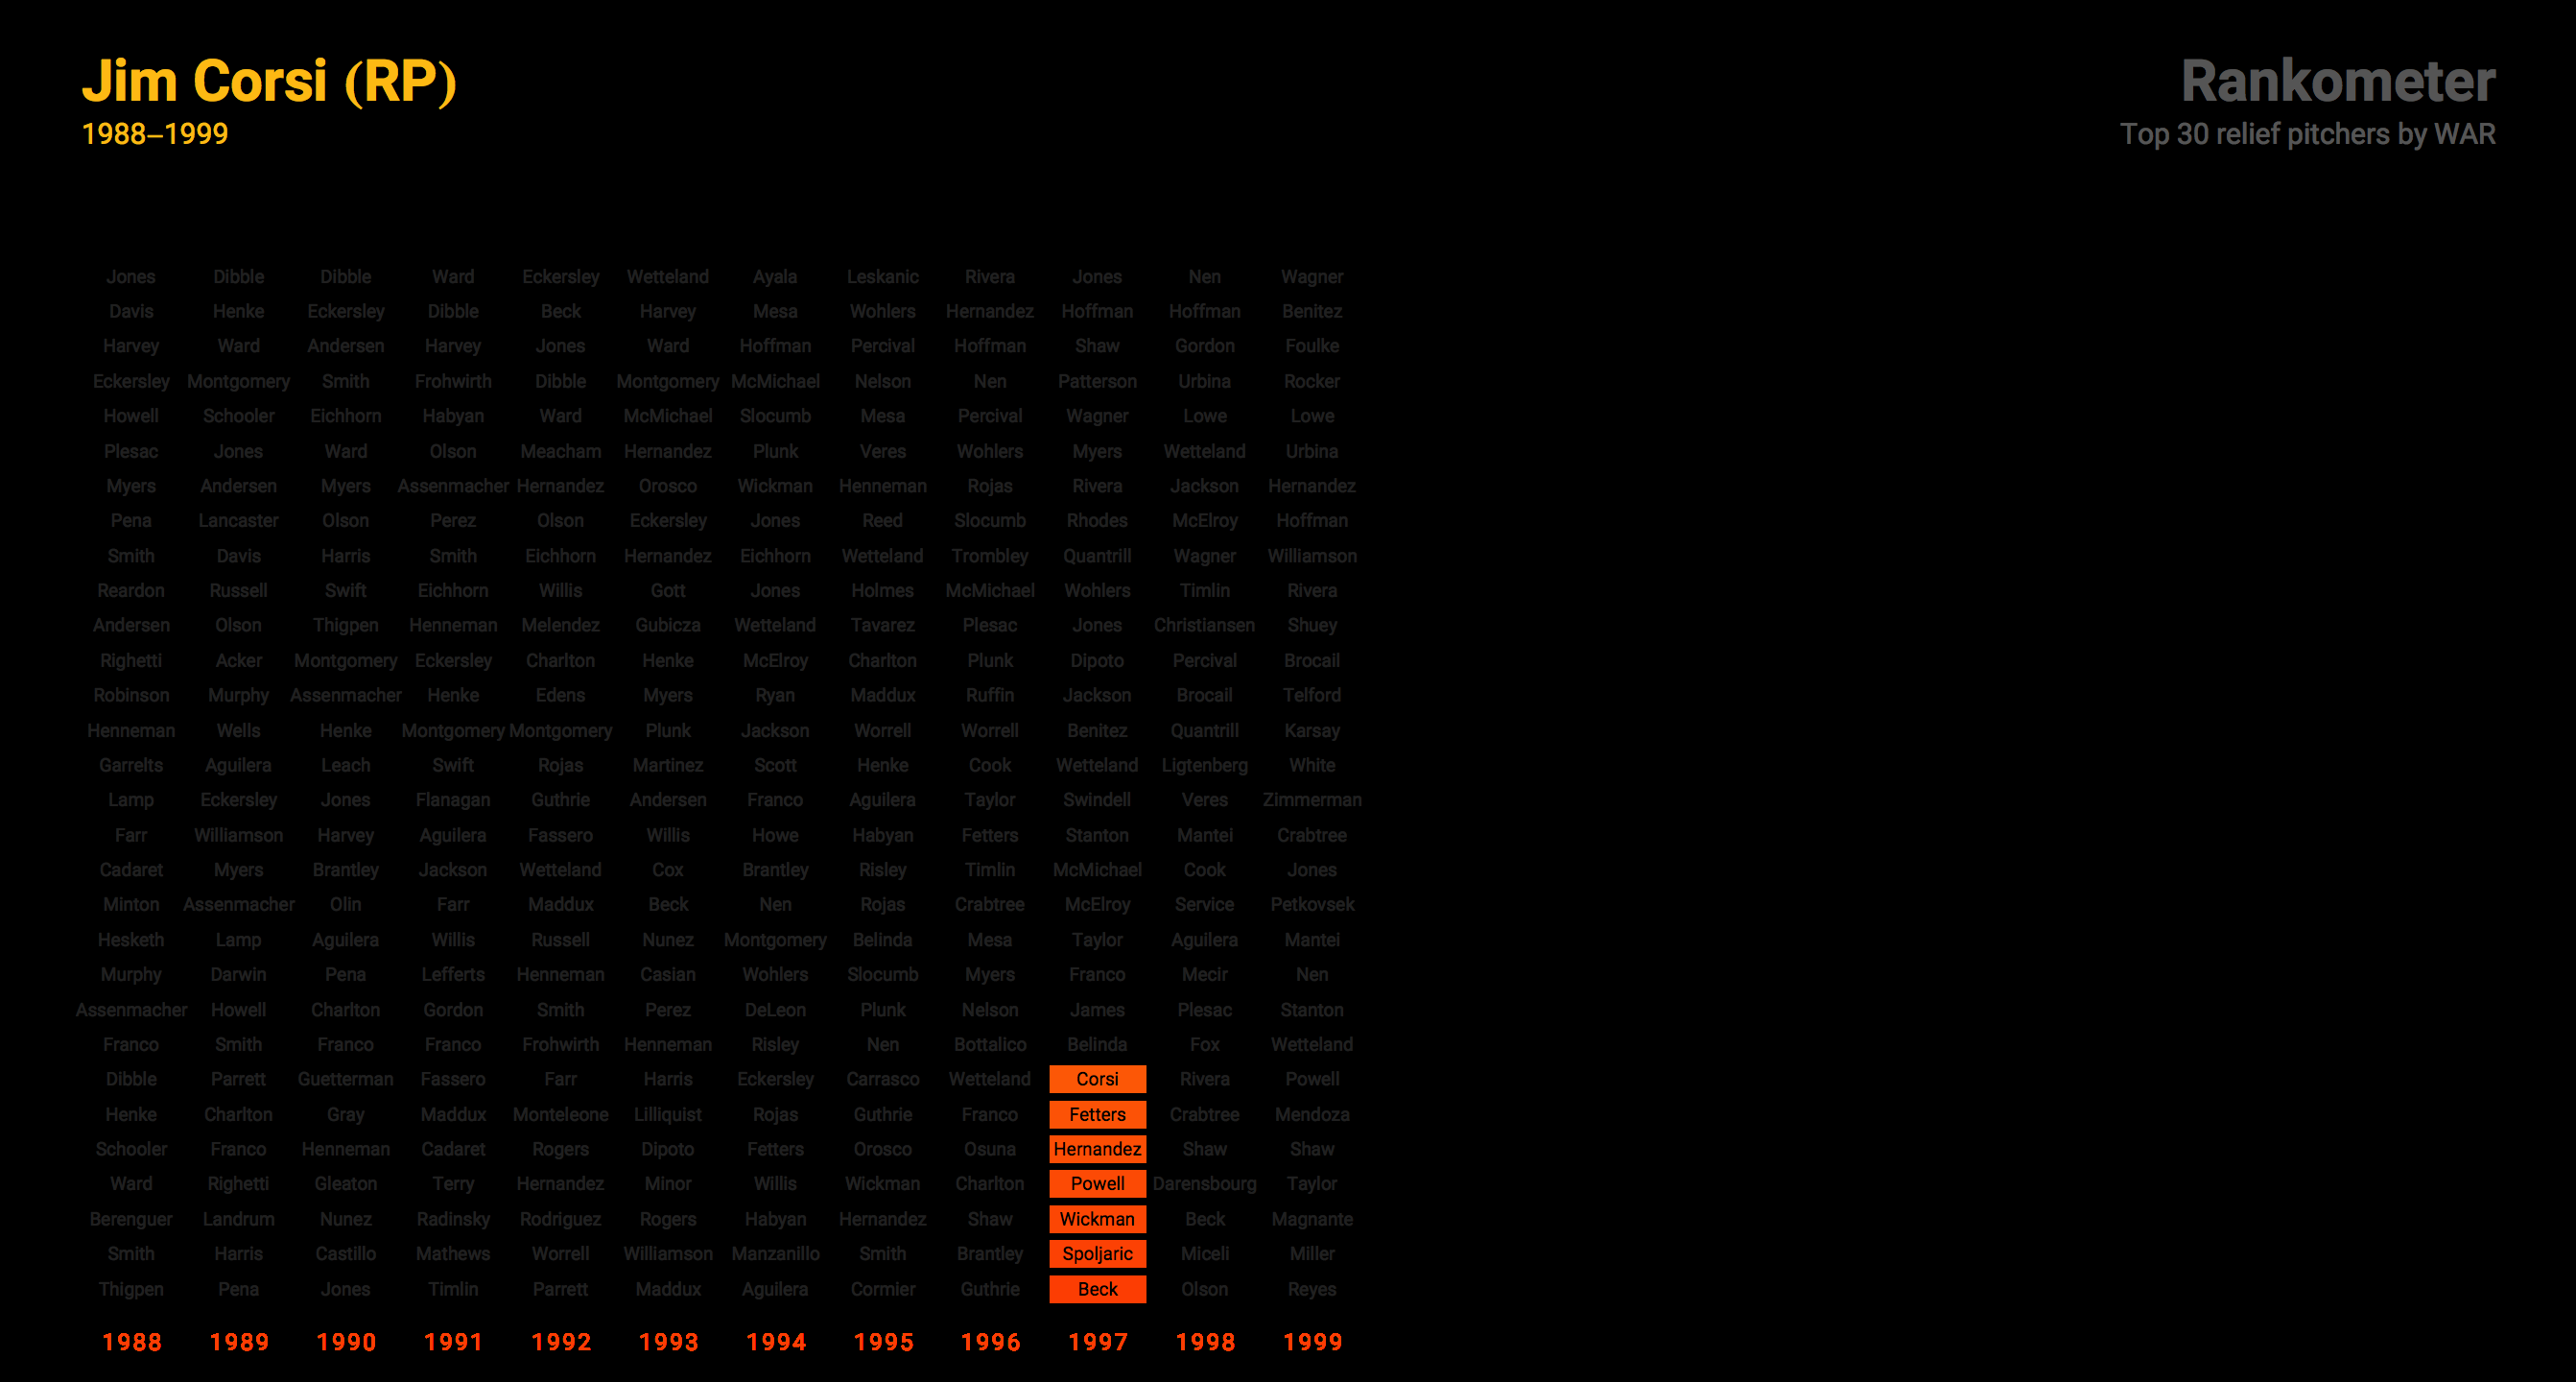 Jim Corsi (RP)
1988–1999
Rankometer
Top 30 relief pitchers by WAR
Jones Dibble Dibble Ward Eckersley Wetteland Ayala Leskanic Rivera Jones Nen Wagner
Davis Henke Eckersley Dibble Beck Harvey Mesa Wohlers Hernandez Hoffman Hoffman Benitez
Harvey Ward Andersen Harvey Jones Ward Hoffman Percival Hoffman Shaw Gordon Foulke
Eckersley Montgomery Smith Frohwirth Dibble Montgomery McMichael Nelson Nen Patterson Urbina Rocker
Howell Schooler Eichhorn Habyan Ward McMichael Slocumb Mesa Percival Wagner Lowe Lowe
Plesac Jones Ward Olson Meacham Hernandez Plunk Veres Wohlers Myers Wetteland Urbina
Myers Andersen Myers Assenmacher Hernandez Orosco Wickman Henneman Rojas Rivera Jackson Hernandez
Pena Lancaster Olson Perez Olson Eckersley Jones Reed Slocumb Rhodes McElroy Hoffman
Smith Davis Harris Smith Eichhorn Hernandez Eichhorn Wetteland Trombley Quantrill Wagner Williamson
Reardon Russell Swift Eichhorn Willis Gott Jones Holmes McMichael Wohlers Timlin Rivera
Andersen Olson Thigpen Henneman Melendez Gubicza Wetteland Tavarez Plesac Jones Christiansen Shuey
Righetti Acker Montgomery Eckersley Charlton Henke McElroy Charlton Plunk Dipoto Percival Brocail
Robinson Murphy Assenmacher Henke Edens Myers Ryan Maddux Ruffin Jackson Brocail Telford
Henneman Wells Henke Montgomery Montgomery Plunk Jackson Worrell Worrell Benitez Quantrill Karsay
Garrelts Aguilera Leach Swift Rojas Martinez Scott Henke Cook Wetteland Ligtenberg White
Lamp Eckersley Jones Flanagan Guthrie Andersen Franco Aguilera Taylor Swindell Veres Zimmerman
Farr Williamson Harvey Aguilera Fassero Willis Howe Habyan Fetters Stanton Mantei Crabtree
Cadaret Myers Brantley Jackson Wetteland Cox Brantley Risley Timlin McMichael Cook Jones
Minton Assenmacher Olin Farr Maddux Beck Nen Rojas Crabtree McElroy Service Petkovsek
Hesketh Lamp Aguilera Willis Russell Nunez Montgomery Belinda Mesa Taylor Aguilera Mantei
Murphy Darwin Pena Lefferts Henneman Casian Wohlers Slocumb Myers Franco Mecir Nen
Assenmacher Howell Charlton Gordon Smith Perez DeLeon Plunk Nelson James Plesac Stanton
Franco Smith Franco Franco Frohwirth Henneman Risley Nen Bottalico Belinda Fox Wetteland
Dibble Parrett Guetterman Fassero Farr Harris Eckersley Carrasco Wetteland Corsi Rivera Powell
Henke Charlton Gray Maddux Monteleone Lilliquist Rojas Guthrie Franco Fetters Crabtree Mendoza
Schooler Franco Henneman Cadaret Rogers Dipoto Fetters Orosco Osuna Hernandez Shaw Shaw
Ward Righetti Gleaton Terry Hernandez Minor Willis Wickman Charlton Powell Darensbourg Taylor
Berenguer Landrum Nunez Radinsky Rodriguez Rogers Habyan Hernandez Shaw Wickman Beck Magnante
Smith Harris Castillo Mathews Worrell Williamson Manzanillo Smith Brantley Spoljaric Miceli Miller
Thigpen Pena Jones Timlin Parrett Maddux Aguilera Cormier Guthrie Beck Olson Reyes
1988 1989 1990 1991 1992 1993 1994 1995 1996 1997 1998 1999